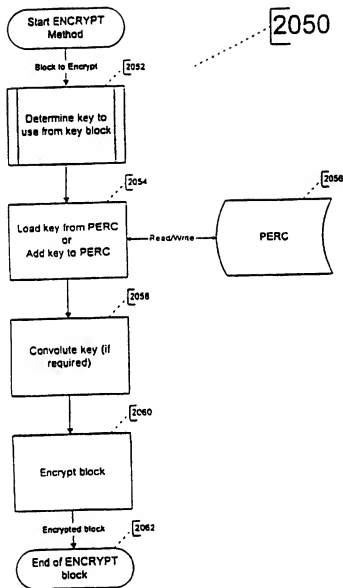 Start ENCRYPT
Method
2050
Block to Encrypt
2052
Determine key to
use from key block
2054
2056
Load key from PERC
or
Add key to PERC
Read/Write
PERC
2058
Convolute key (if
required)
2060
Encrypt block
Encrypted block
2062
End of ENCRYPT
block